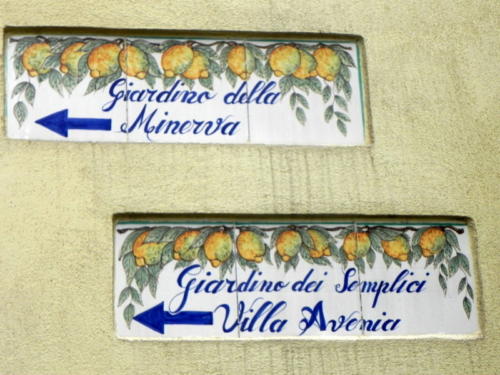 Giardino della
Minerva
Giardino dei Semplici
Villa Avenia